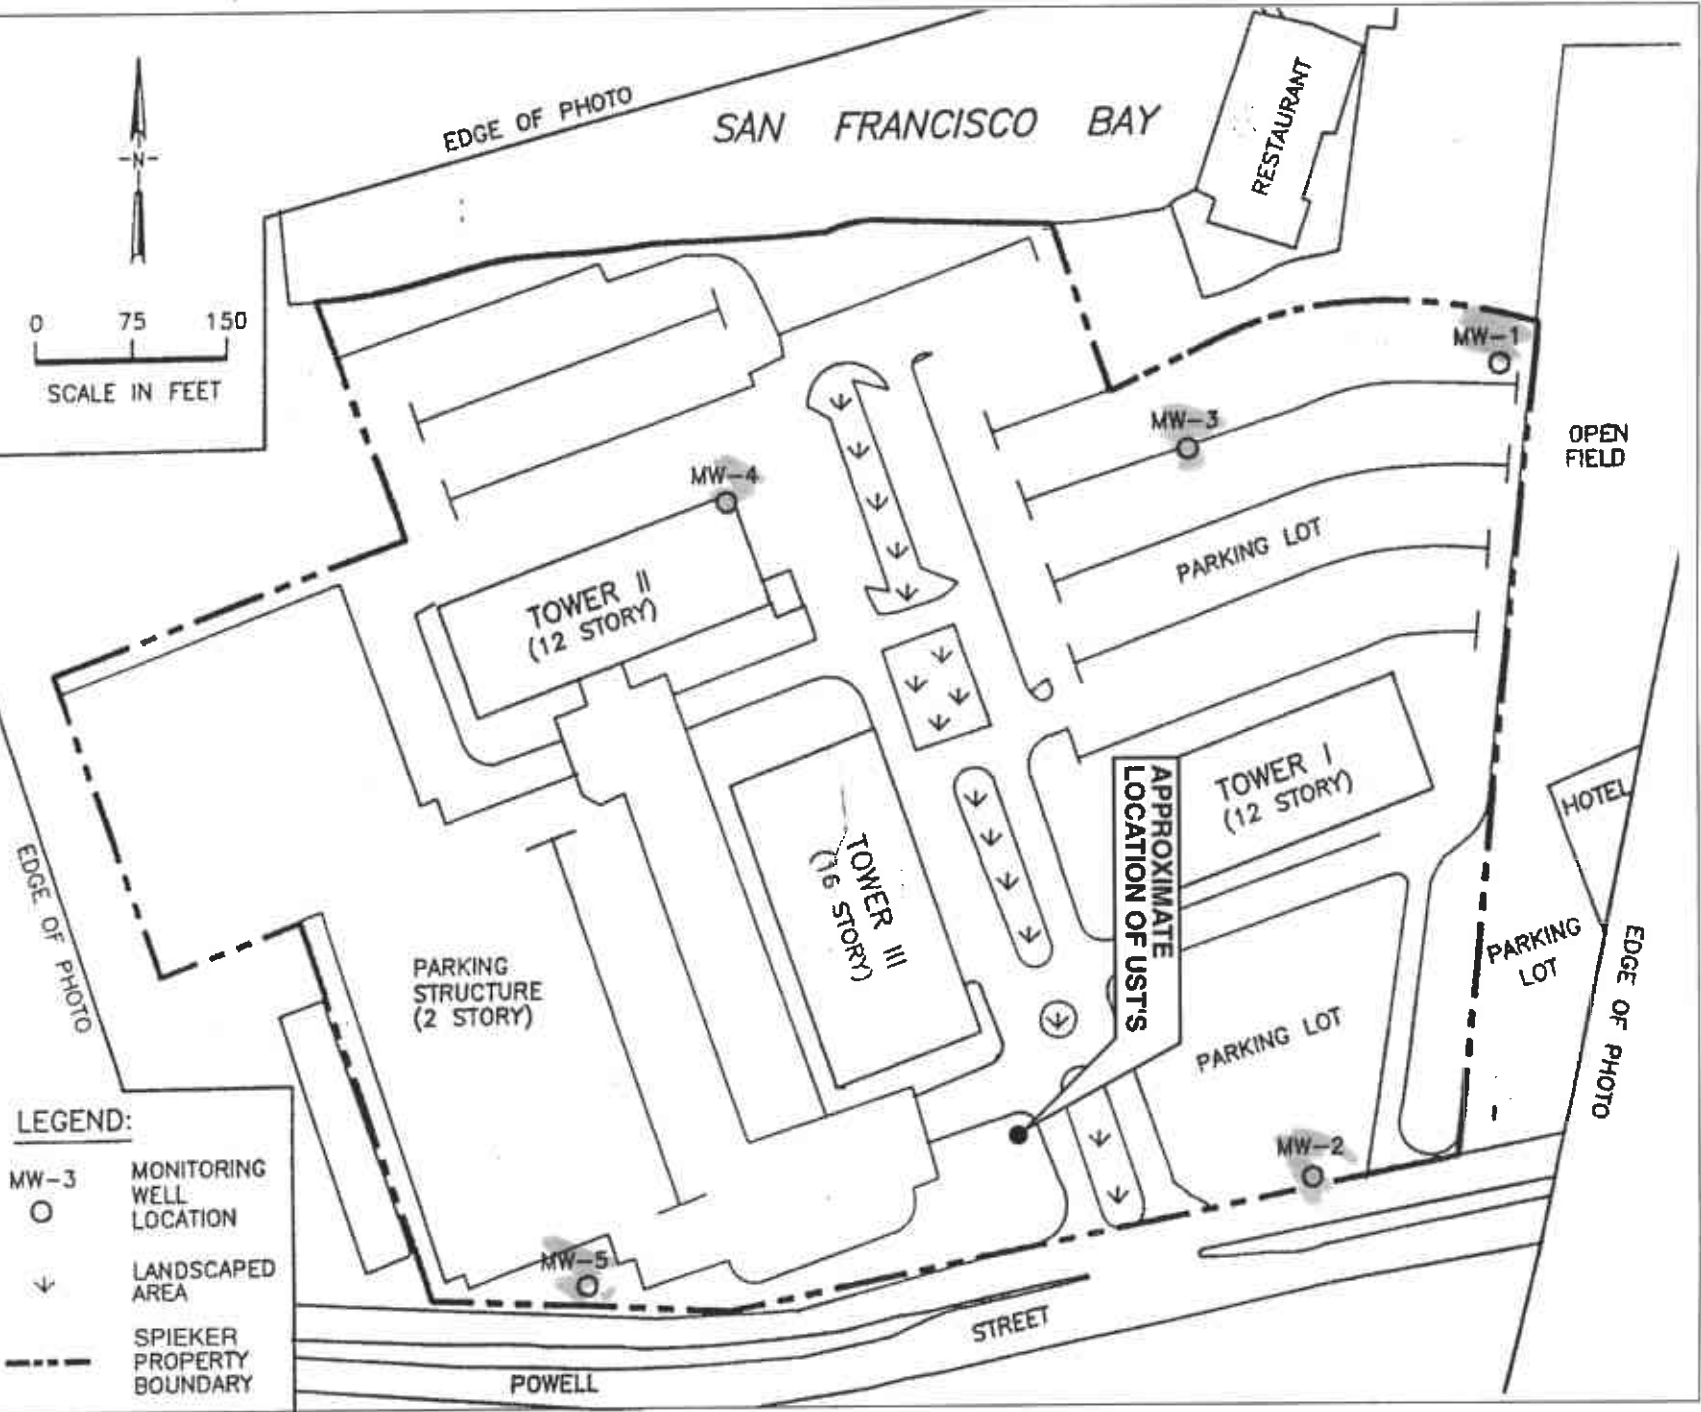 EDGE OF PHOTO
SAN FRANCISCO BAY
RESTAURANT
-N-
0 75 150
SCALE IN FEET
MW-1
MW-3
OPEN
FIELD
MW-4
PARKING LOT
TOWER II
(12 STORY)
TOWER I
(12 STORY)
HOTEL
APPROXIMATE
LOCATION OF UST'S
TOWER III
(16 STORY)
EDGE OF PHOTO
PARKING
LOT
EDGE OF PHOTO
PARKING
STRUCTURE
(2 STORY)
PARKING LOT
MW-2
MW-5
STREET
POWELL
LEGEND:
MW-3
MONITORING
WELL
LOCATION
LANDSCAPED
AREA
SPIEKER
PROPERTY
BOUNDARY